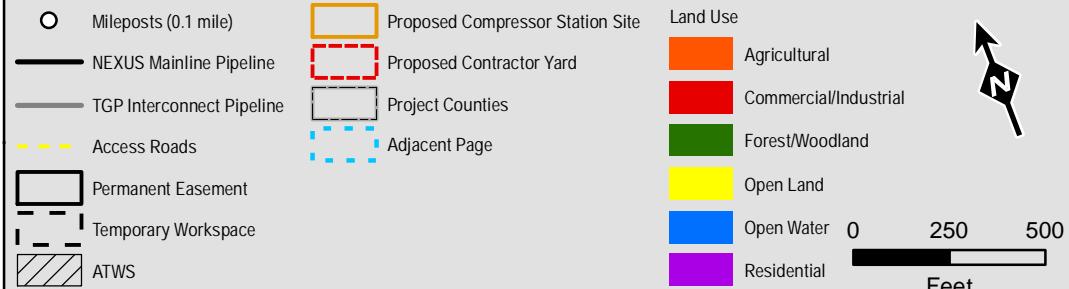 Mileposts (0.1 mile)
NEXUS Mainline Pipeline
TGP Interconnect Pipeline
Access Roads
Permanent Easement
Temporary Workspace
ATWS
Proposed Compressor Station Site
Proposed Contractor Yard
Project Counties
Adjacent Page
Land Use
Agricultural
Commercial/Industrial
Forest/Woodland
Open Land
Open Water
Residential
N
0 250 500
Feet